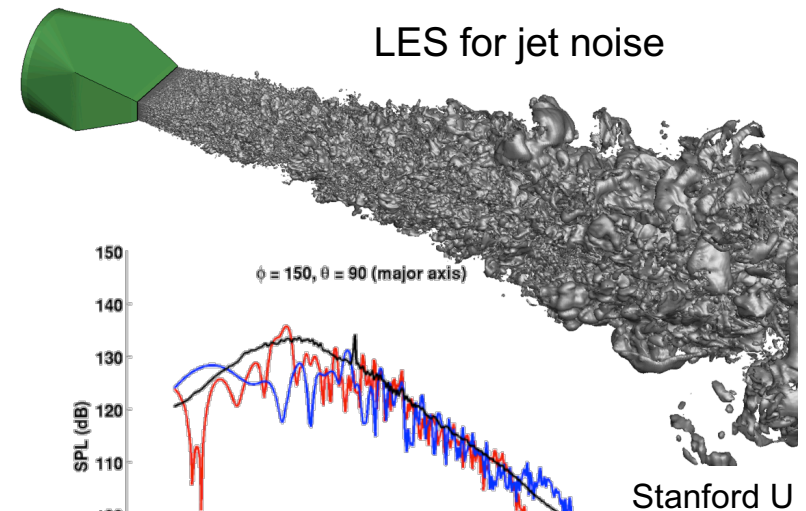 LES for jet noise
150
ϕ = 150, θ = 90 (major axis)
140
130
120
110
SPL (dB)
Stanford U